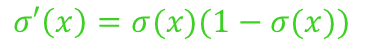 σ′(x) = σ(x)(1 − σ(x))